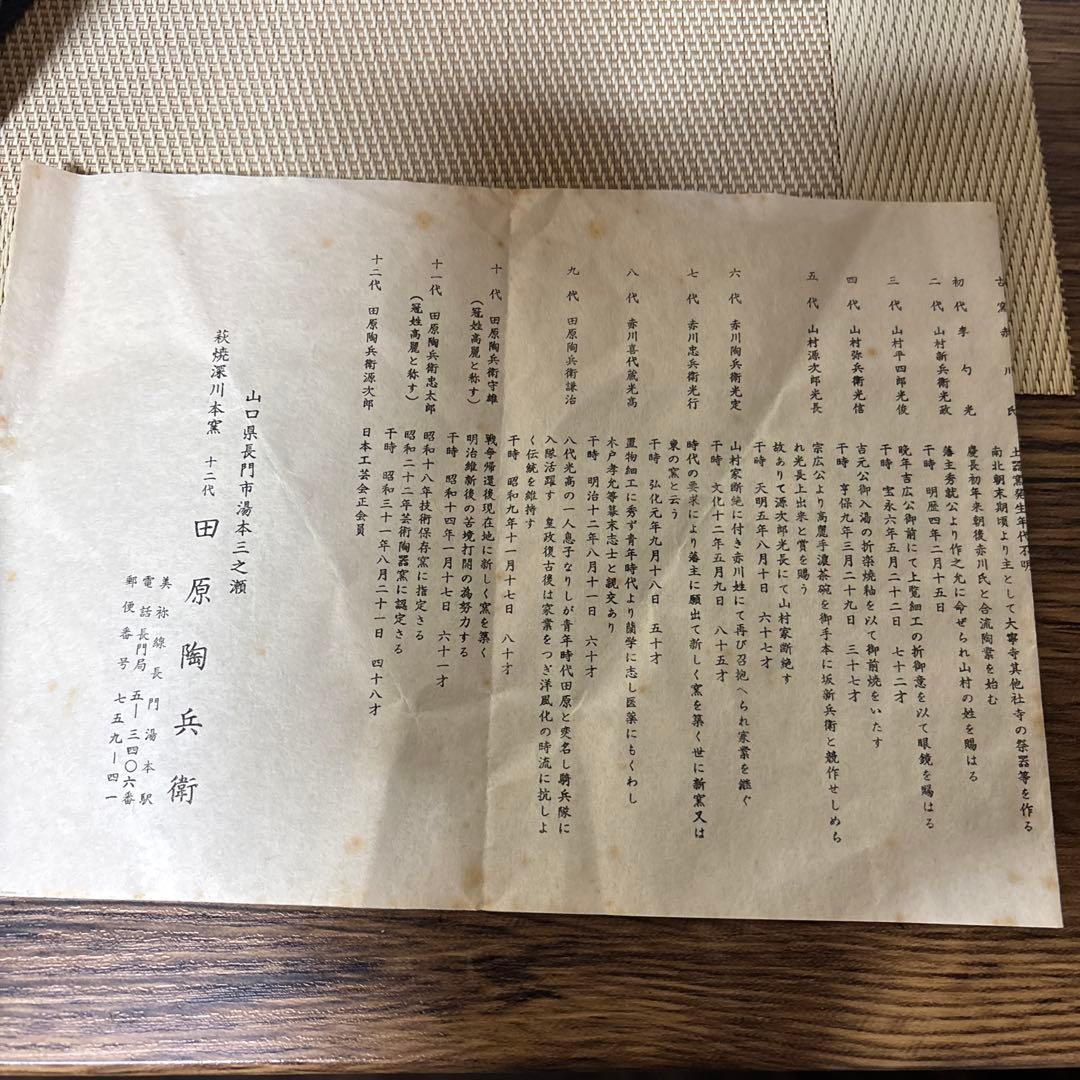 古窯 赤川氏 土器窯発生年代不明
南北朝末期頃より主として大寧寺其他社寺の祭器等を作る
初代 李勺光 慶長初年来朝後赤川氏と合流陶業を始む
二代 山村新兵衛光政 藩主秀就公より作之允に命ぜられ山村の姓を賜はる
干時 明歴四年二月十五日
三代 山村平四郎光俊 晩年吉広公御前にて上覧細工の折御意を以て眼鏡を賜はる
干時 宝永六年五月二十二日 七十二才
四代 山村弥兵衛光信 吉元公御入湯の折楽焼釉を以て御前焼をいたす
干時 享保九年三月二十九日 三十七才
五代 山村源次郎光長 宗広公より高麗手濃茶碗を御手本に坂新兵衛と競作せしめら
れ光長上出来と賞を賜う
故ありて源次郎光長にて山村家断絶す
干時 天明五年八月十日 六十七才
六代 赤川陶兵衛光定 山村家断絶に付き赤川姓にて再び召抱へられ家業を継ぐ
干時 文化十二年五月九日 八十五才
七代 赤川忠兵衛光行 時代の要求により藩主に願出て新しく窯を築く世に新窯又は
東の窯と云う
干時 弘化元年九月十八日 五十才
八代 赤川喜代蔵光高 置物細工に秀ず青年時代より蘭学に志し医薬にもくわし
木戸孝允等幕末志士と親交あり
干時 明治十二年八月十一日 六十才
九代 田原陶兵衛謙治 八代光高の一人息子なりしが青年時代田原と変名し騎兵隊に
入隊活躍す 皇政復古後は家業をつぎ洋風化の時流に抗しよ
く伝統を維持す
干時 昭和九年十一月十七日 八十才
十代 田原陶兵衛守雄 戦争帰還後現在地に新しく窯を築く
(冠姓高麗と称す) 明治維新後の苦境打開の為努力する
干時 昭和十四年一月十七日 六十一才
十一代 田原陶兵衛忠太郎 昭和十八年技術保存窯に指定さる
(冠姓高麗と称す) 昭和二十二年芸術陶器窯に認定さる
干時 昭和三十一年八月二十一日 四十八才
十二代 田原陶兵衛源次郎 日本工芸会正会員
山口県長門市湯本三之瀬
萩焼深川本窯 十二代 田原陶兵衛
美祢線長門湯本駅
電話長門局 五ー三四〇六番
郵便番号 七五九ー四一